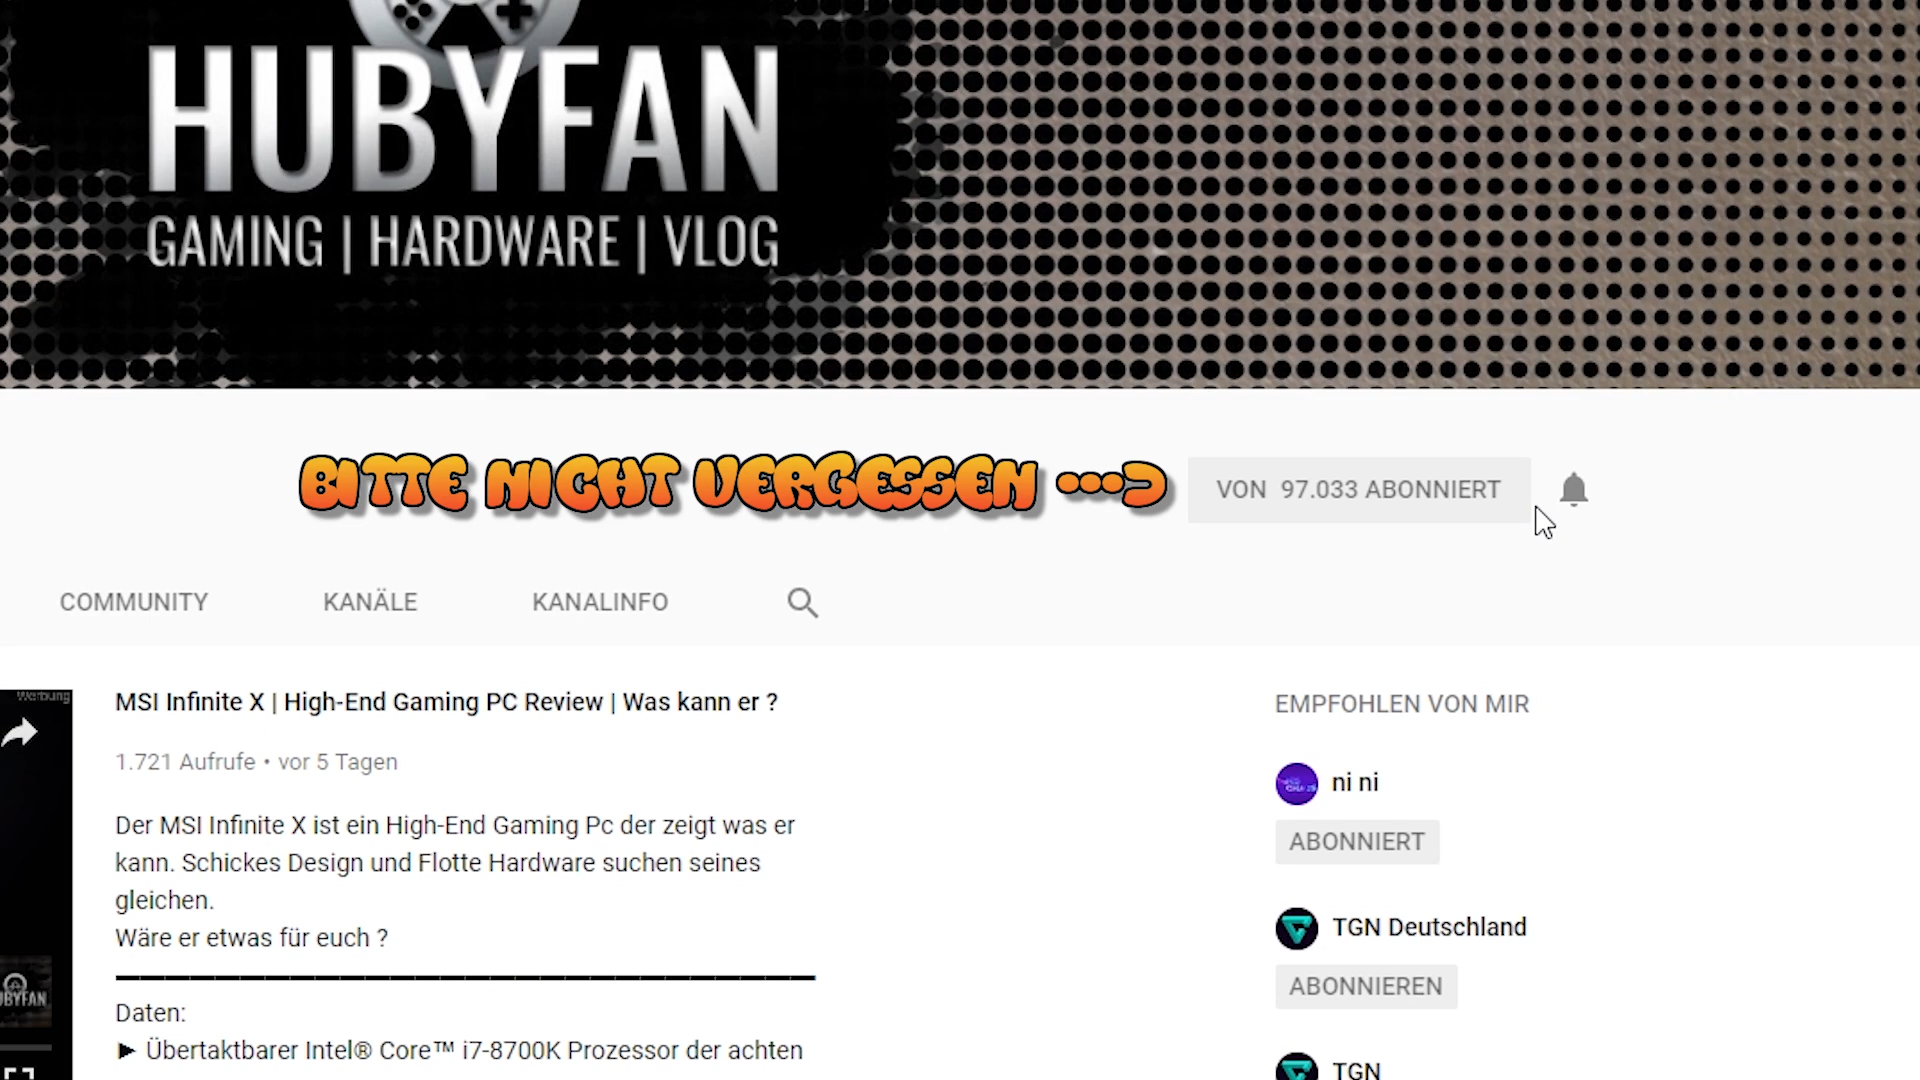 HUBYFAN
GAMING | HARDWARE | VLOG
BITTE NICHT VERGESSEN ---->
VON 97.033 ABONNIERT
COMMUNITY
KANÄLE
KANALINFO
Werbung
MSI Infinite X | High-End Gaming PC Review | Was kann er ?
1.721 Aufrufe • vor 5 Tagen
Der MSI Infinite X ist ein High-End Gaming Pc der zeigt was er
kann. Schickes Design und Flotte Hardware suchen seines
gleichen.
Wäre er etwas für euch ?
Daten:
► Übertaktbarer Intel® Core™ i7-8700K Prozessor der achten
UBYFAN
EMPFOHLEN VON MIR
ni ni
ABONNIERT
TGN Deutschland
ABONNIEREN
TGN